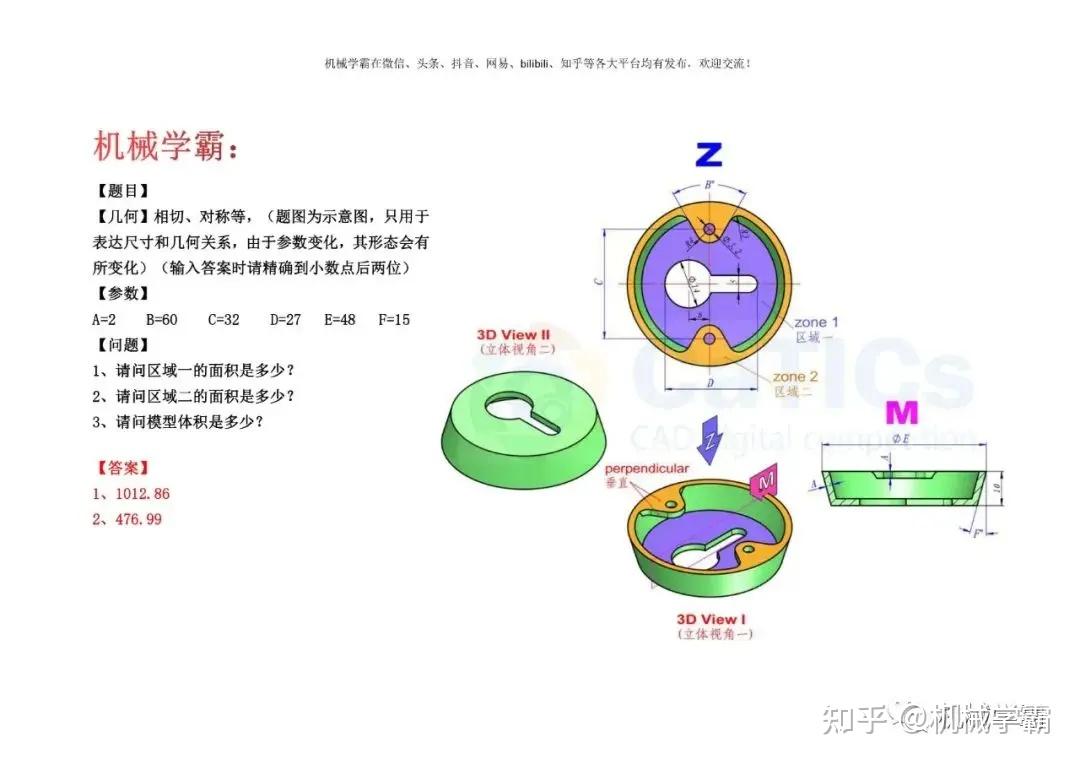 机械学霸在微信、头条、抖音、网易、bilibili、知乎等各大平台均有发布，欢迎交流！
机械学霸：
【题目】
【几何】相切、对称等，（题图为示意图，只用于
表达尺寸和几何关系，由于参数变化，其形态会有
所变化）（输入答案时请精确到小数点后两位）
【参数】
A=2 B=60 C=32 D=27 E=48 F=15
【问题】
1、请问区域一的面积是多少？
2、请问区域二的面积是多少？
3、请问模型体积是多少？
【答案】
1、1012.86
2、476.99
Z
B°
R4
Φ3.2
C
Φ14
5
zone 1
区域一
zone 2
区域二
D
3D View II
(立体视角二)
CaTICs
CAD Digital competition
Z
M
ΦE
A
A
10
F°
perpendicular
垂直
M
3D View I
(立体视角一)
知乎 @机械学霸